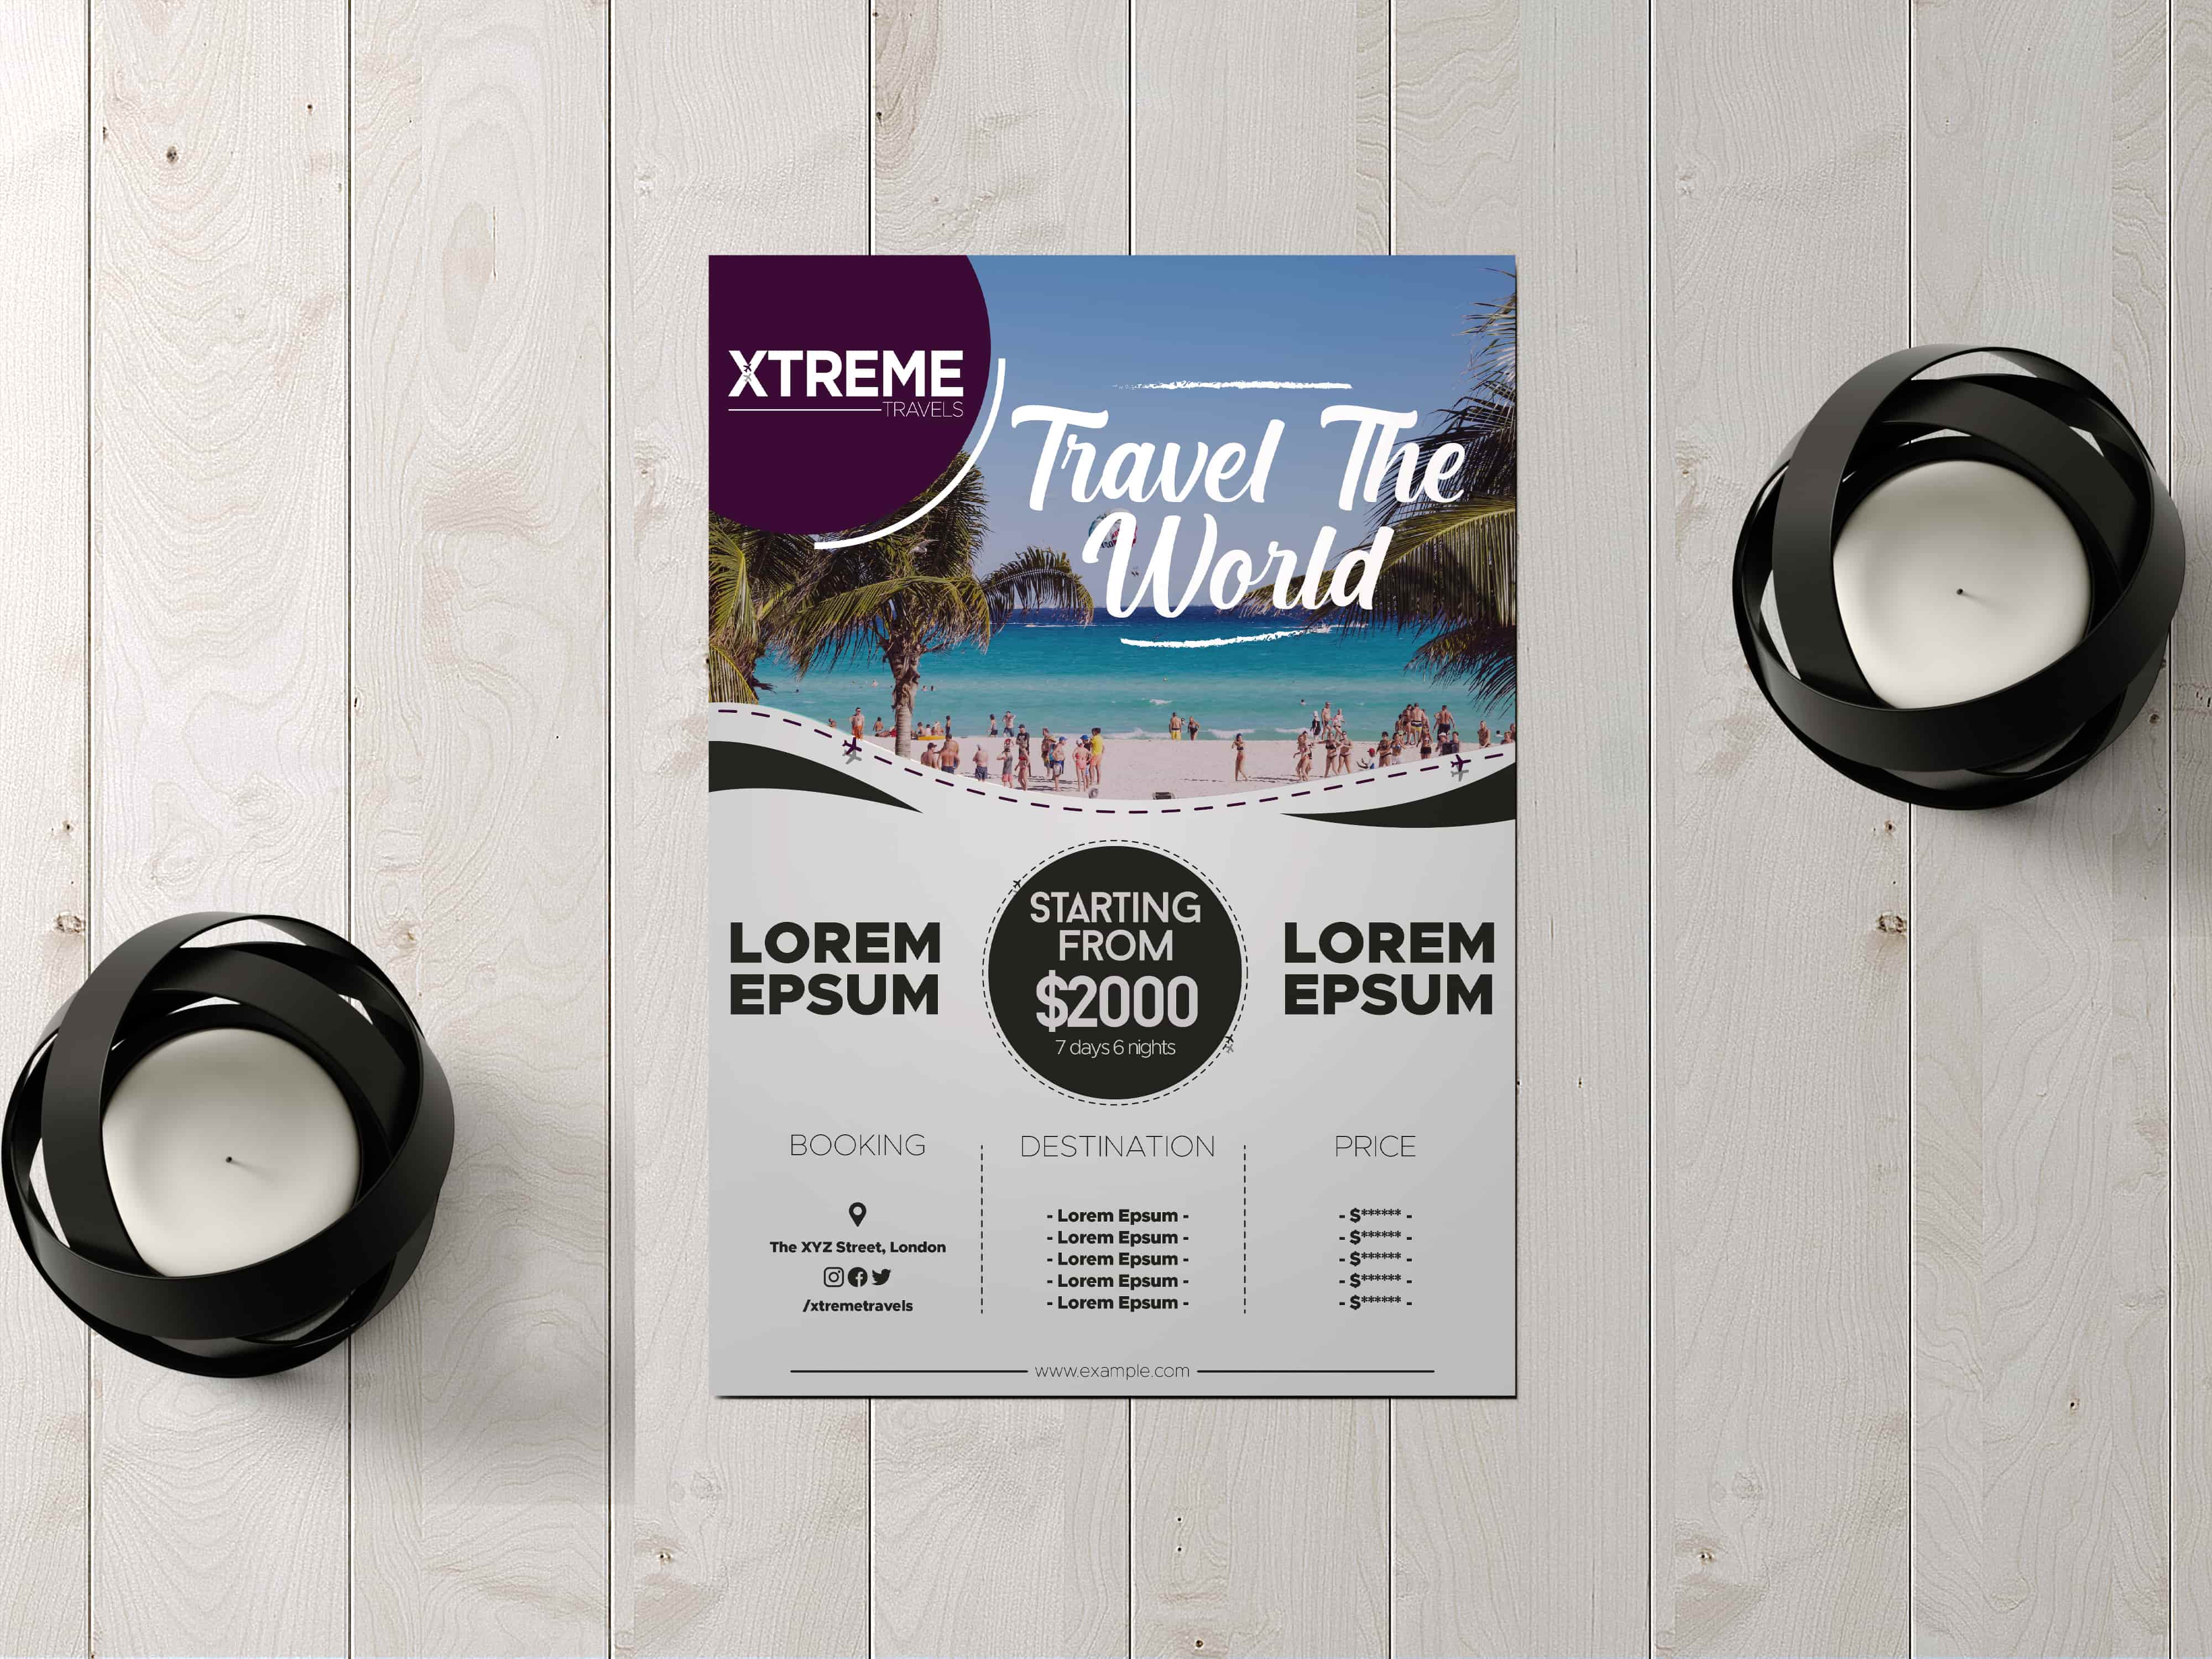 XTREME
TRAVELS
Travel The
World
LOREM
EPSUM
STARTING
FROM
$2000
7 days 6 nights
LOREM
EPSUM
BOOKING
The XYZ Street, London
/xtremetravels
DESTINATION
- Lorem Epsum -
- Lorem Epsum -
- Lorem Epsum -
- Lorem Epsum -
- Lorem Epsum -
PRICE
- $****** -
- $****** -
- $****** -
- $****** -
- $****** -
www.example.com